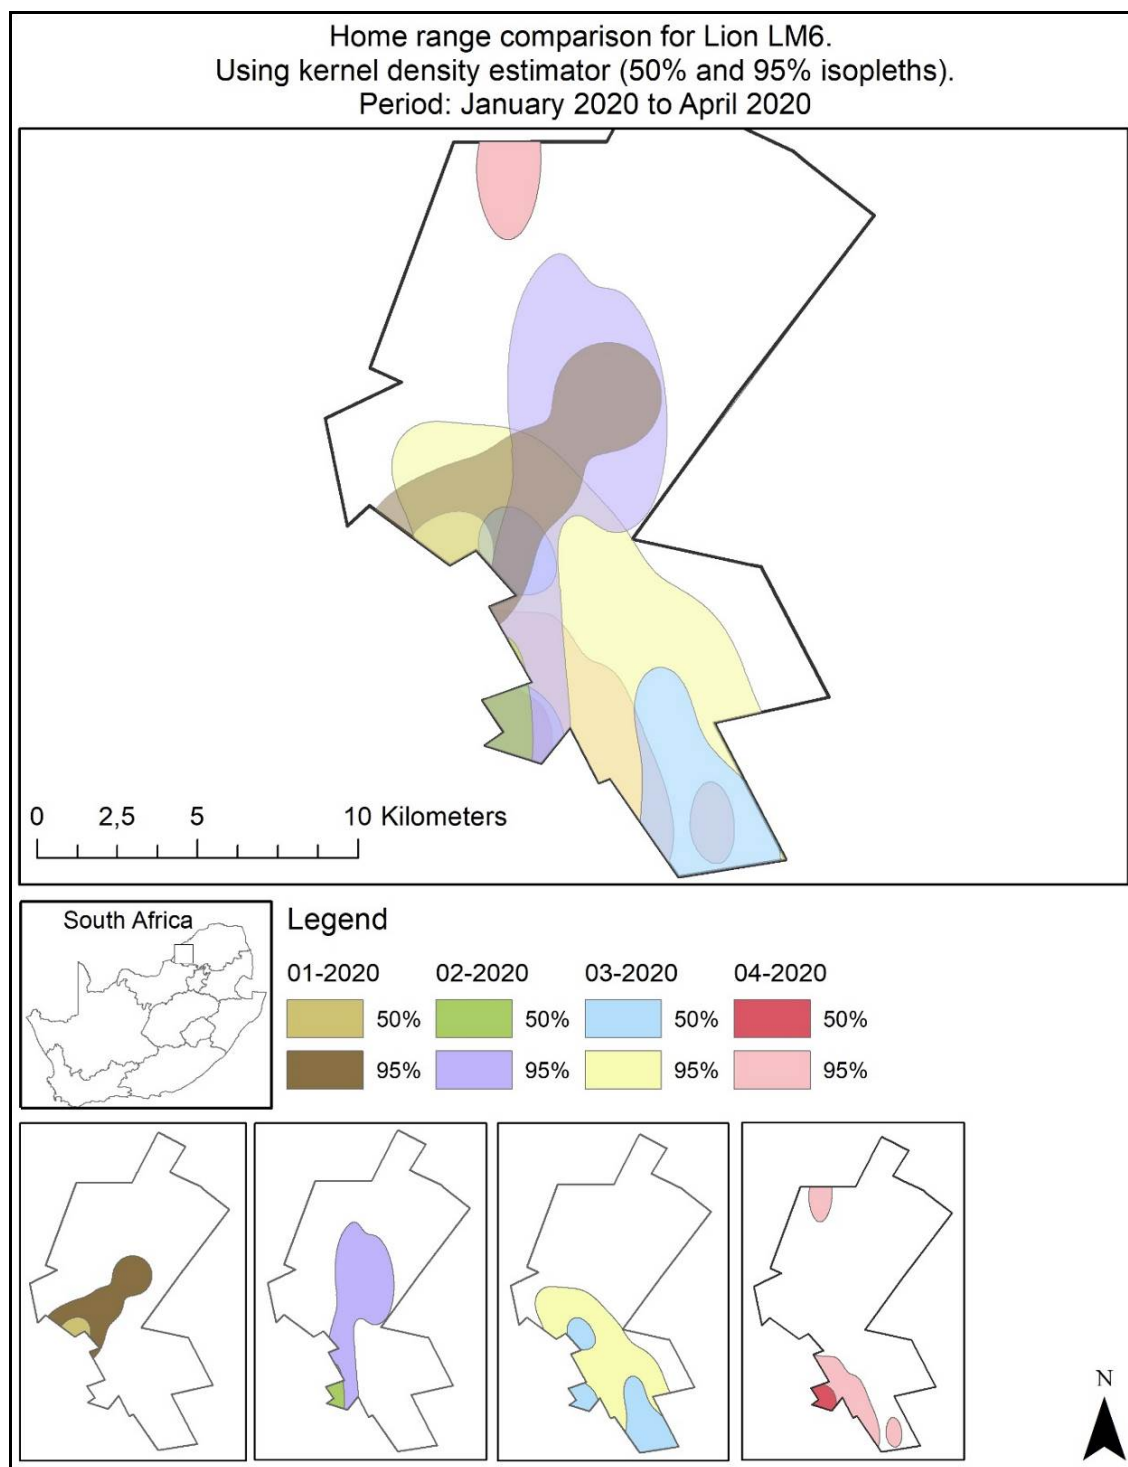 Home range comparison for Lion LM6.
Using kernel density estimator (50% and 95% isopleths).
Period: January 2020 to April 2020
0 2,5 5 10 Kilometers
South Africa
Legend
01-2020 02-2020 03-2020 04-2020
50% 50% 50% 50%
95% 95% 95% 95%
N